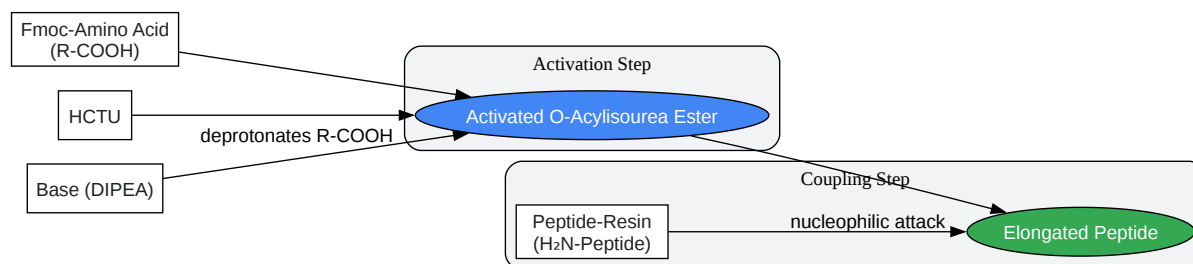 Fmoc-Amino Acid
(R-COOH)
Activation Step
HCTU
Activated O-Acylisourea Ester
deprotonates R-COOH
Base (DIPEA)
Coupling Step
Peptide-Resin
(H₂N-Peptide)
nucleophilic attack
Elongated Peptide